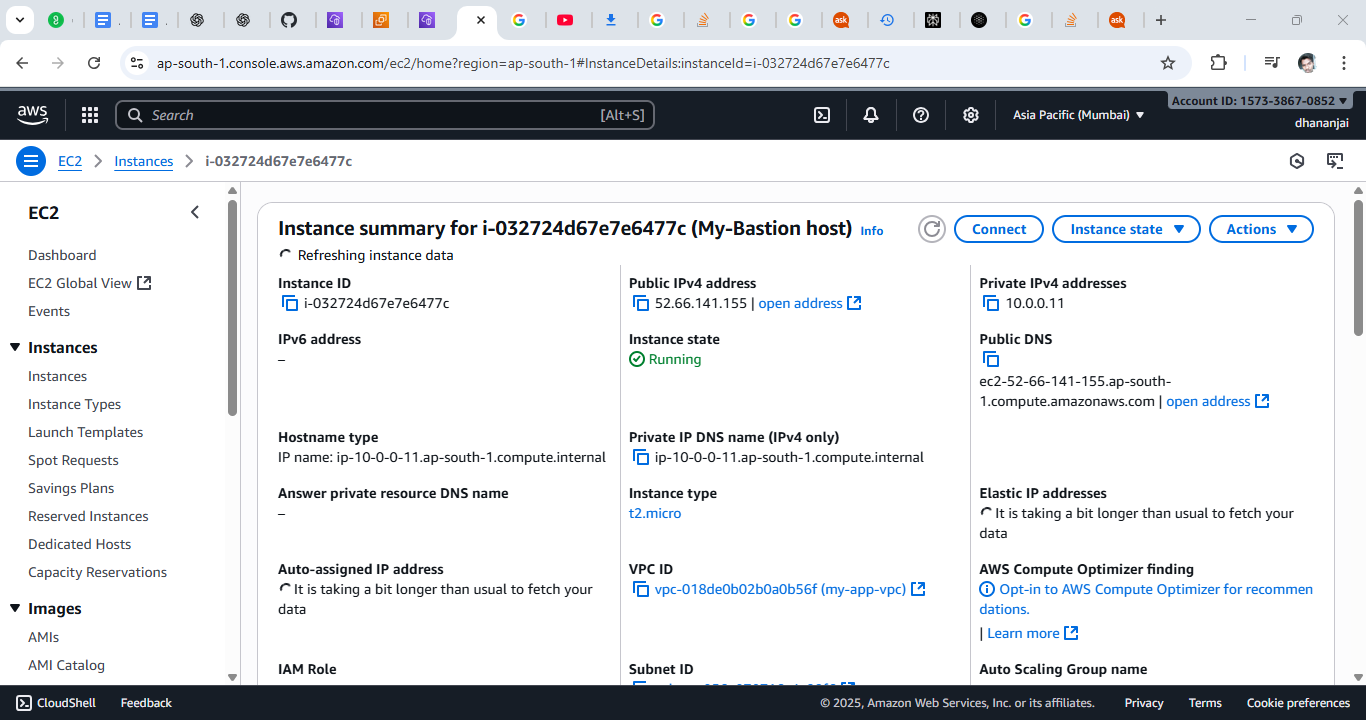 ap-south-1.console.aws.amazon.com/ec2/home?region=ap-south-1#InstanceDetails:instanceId=i-032724d67e7e6477c
aws
Search
[Alt+S]
Asia Pacific (Mumbai)
Account ID: 1573-3867-0852
dhananjai
EC2
Instances
i-032724d67e7e6477c
EC2
Dashboard
EC2 Global View
Events
Instances
Instances
Instance Types
Launch Templates
Spot Requests
Savings Plans
Reserved Instances
Dedicated Hosts
Capacity Reservations
Images
AMIs
AMI Catalog
Instance summary for i-032724d67e7e6477c (My-Bastion host) Info
Connect
Instance state
Actions
Refreshing instance data
Instance ID
i-032724d67e7e6477c
Public IPv4 address
52.66.141.155 | open address
Private IPv4 addresses
10.0.0.11
IPv6 address
–
Instance state
Running
Public DNS
ec2-52-66-141-155.ap-south-
1.compute.amazonaws.com | open address
Hostname type
IP name: ip-10-0-0-11.ap-south-1.compute.internal
Private IP DNS name (IPv4 only)
ip-10-0-0-11.ap-south-1.compute.internal
Answer private resource DNS name
–
Instance type
t2.micro
Elastic IP addresses
It is taking a bit longer than usual to fetch your
data
Auto-assigned IP address
It is taking a bit longer than usual to fetch your
data
VPC ID
vpc-018de0b02b0a0b56f (my-app-vpc)
AWS Compute Optimizer finding
Opt-in to AWS Compute Optimizer for recommen
dations.
| Learn more
IAM Role
Subnet ID
Auto Scaling Group name
CloudShell
Feedback
© 2025, Amazon Web Services, Inc. or its affiliates.
Privacy
Terms
Cookie preferences